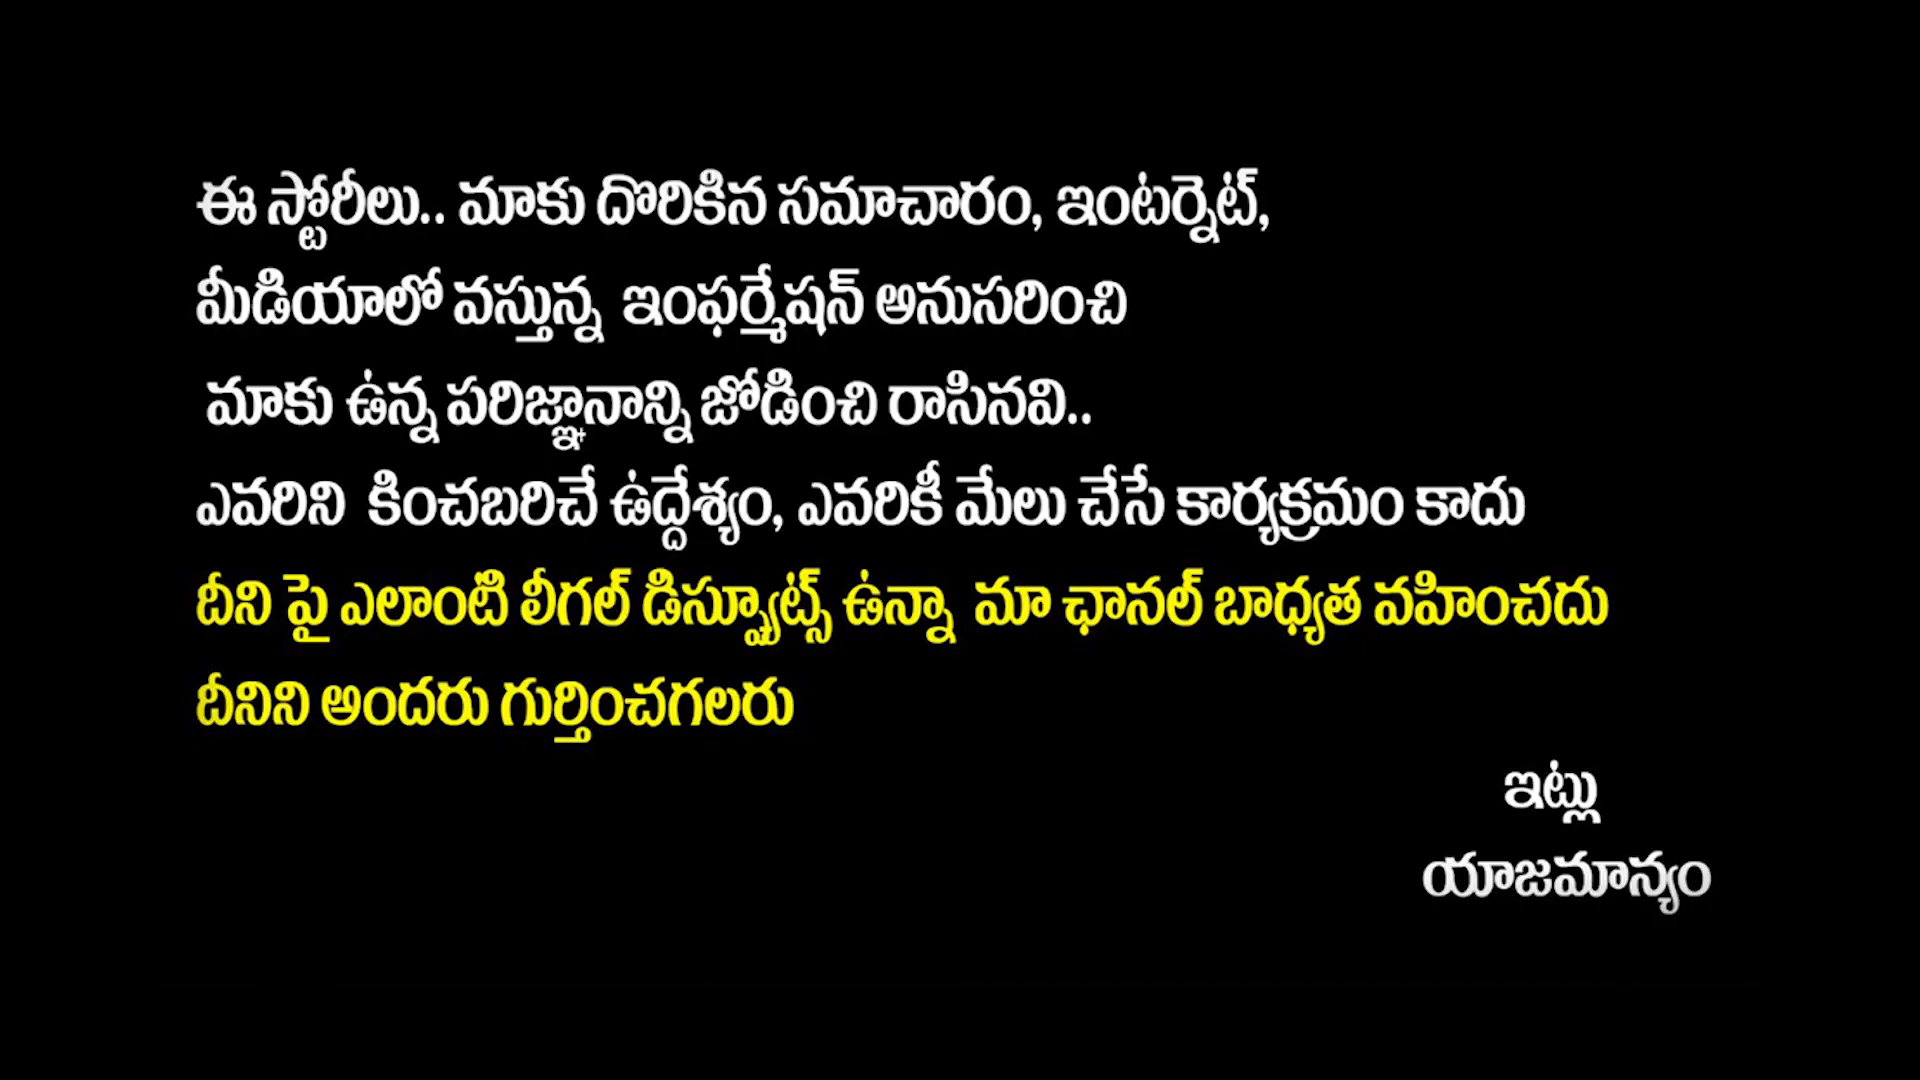 ఈ స్టోరీలు.. మాకు దొరికిన సమాచారం, ఇంటర్నెట్,
మీడియాలో వస్తున్న ఇంఫర్మేషన్ అనుసరించి
మాకు ఉన్న పరిజ్ఞానాన్ని జోడించి రాసినవి..
ఎవరిని కించబరిచే ఉద్దేశ్యం, ఎవరికీ మేలు చేసే కార్యక్రమం కాదు
దీని పై ఎలాంటి లీగల్ డిస్ప్యూట్స్ ఉన్నా మా ఛానల్ బాధ్యత వహించదు
దీనిని అందరు గుర్తించగలరు
ఇట్లు
యాజమాన్యం